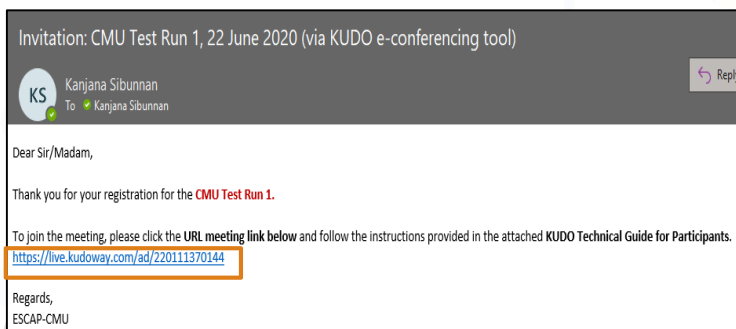 Invitation: CMU Test Run 1, 22 June 2020 (via KUDO e-conferencing tool)
KS
Kanjana Sibunnan
To Kanjana Sibunnan
Reply
Dear Sir/Madam,
Thank you for your registration for the CMU Test Run 1.
To join the meeting, please click the URL meeting link below and follow the instructions provided in the attached KUDO Technical Guide for Participants.
https://live.kudoway.com/ad/220111370144
Regards,
ESCAP-CMU